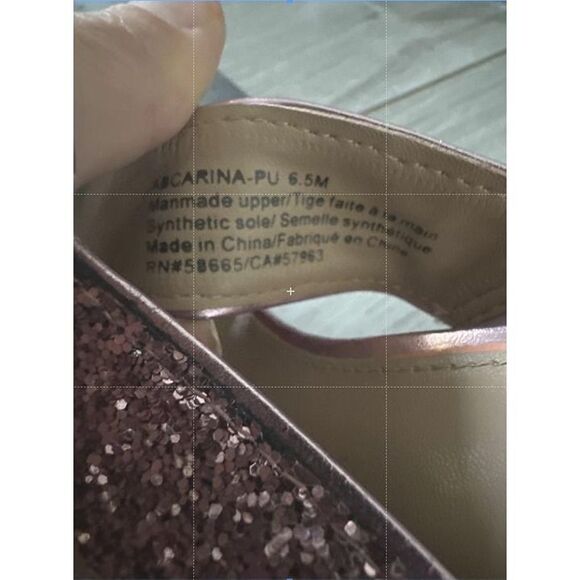 ABCARINA-PU 6.5M
Manmade upper/Tige faite à la main
Synthetic sole/ Semelle synthétique
Made in China/Fabriqué en Chine
RN#58665/CA#57963